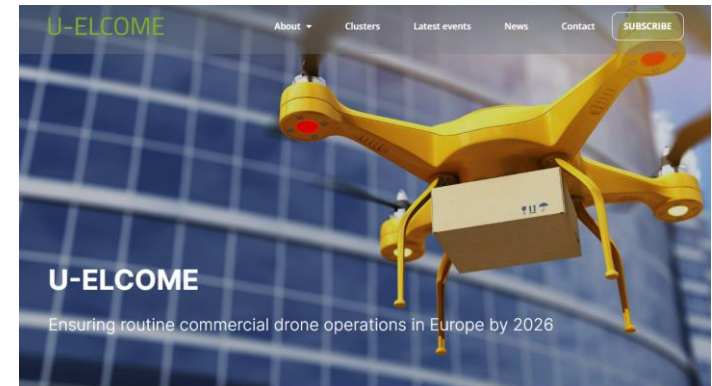 U-ELCOME
About Clusters Latest events News Contact SUBSCRIBE
U-ELCOME
Ensuring routine commercial drone operations in Europe by 2026